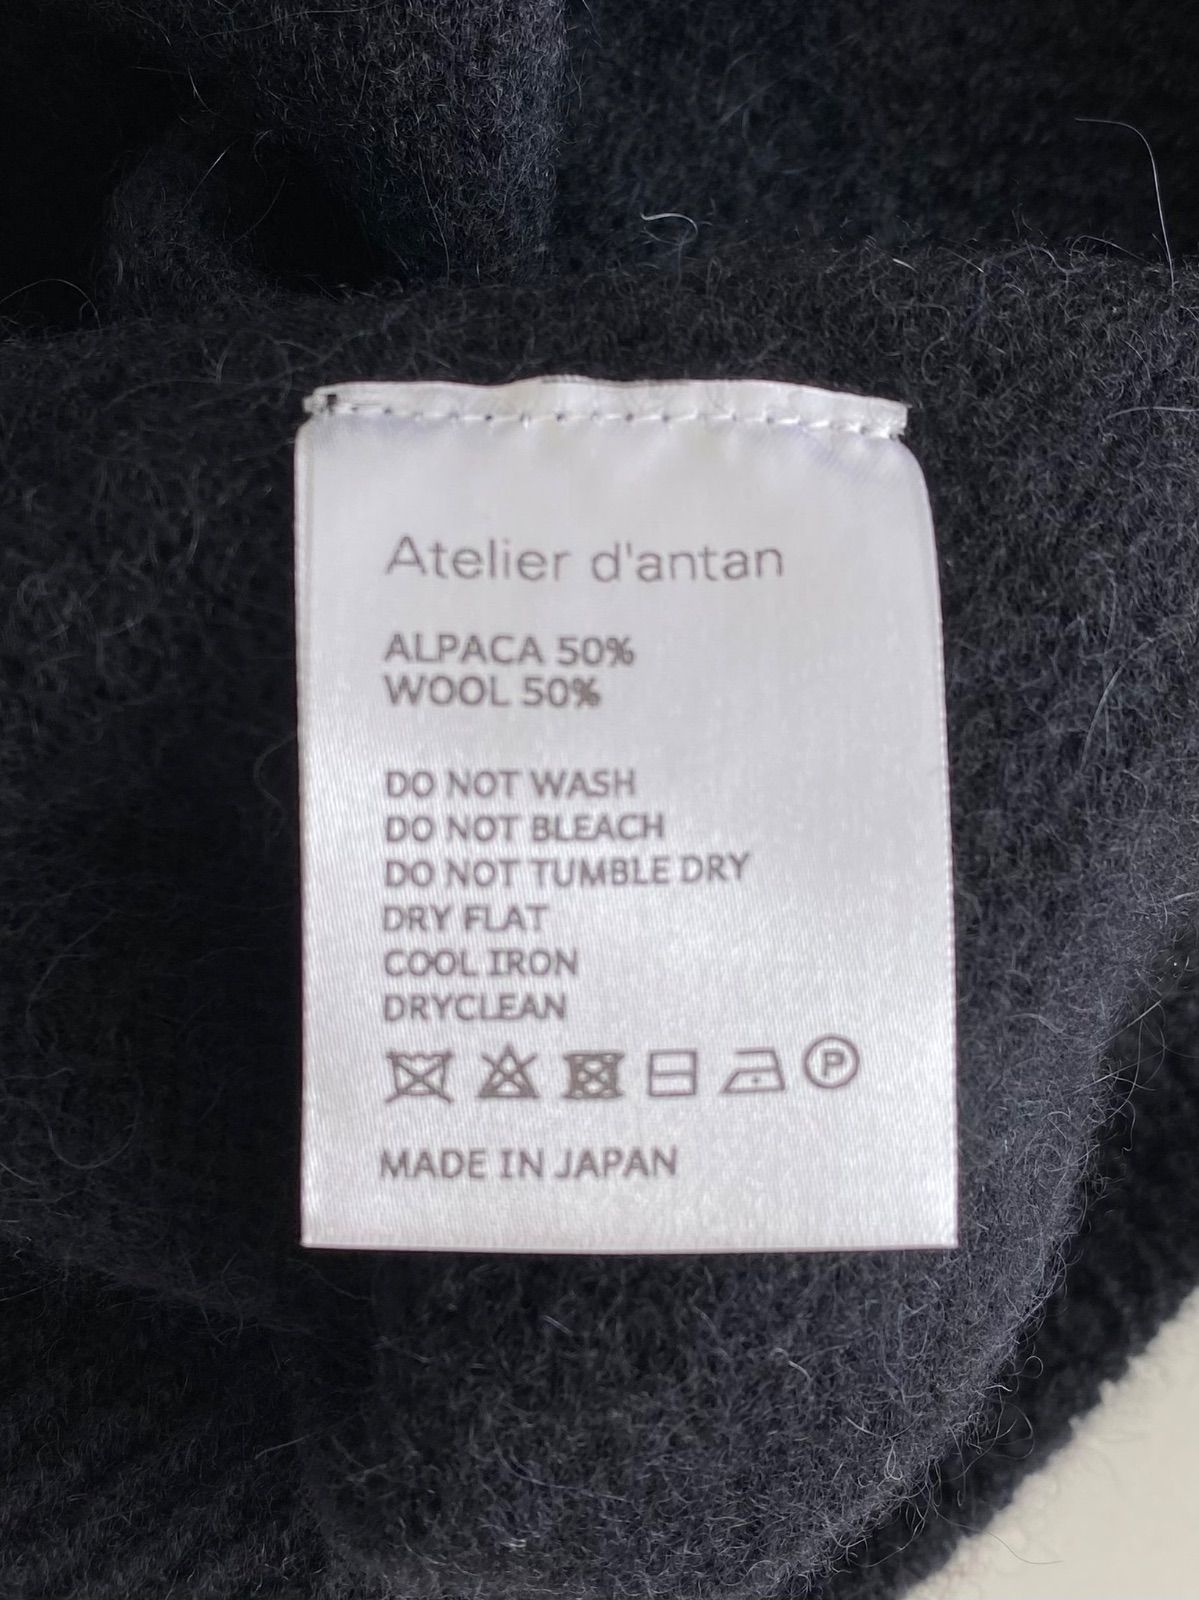 Atelier d'antan
ALPACA 50%
WOOL 50%
DO NOT WASH
DO NOT BLEACH
DO NOT TUMBLE DRY
DRY FLAT
COOL IRON
DRYCLEAN
P
MADE IN JAPAN